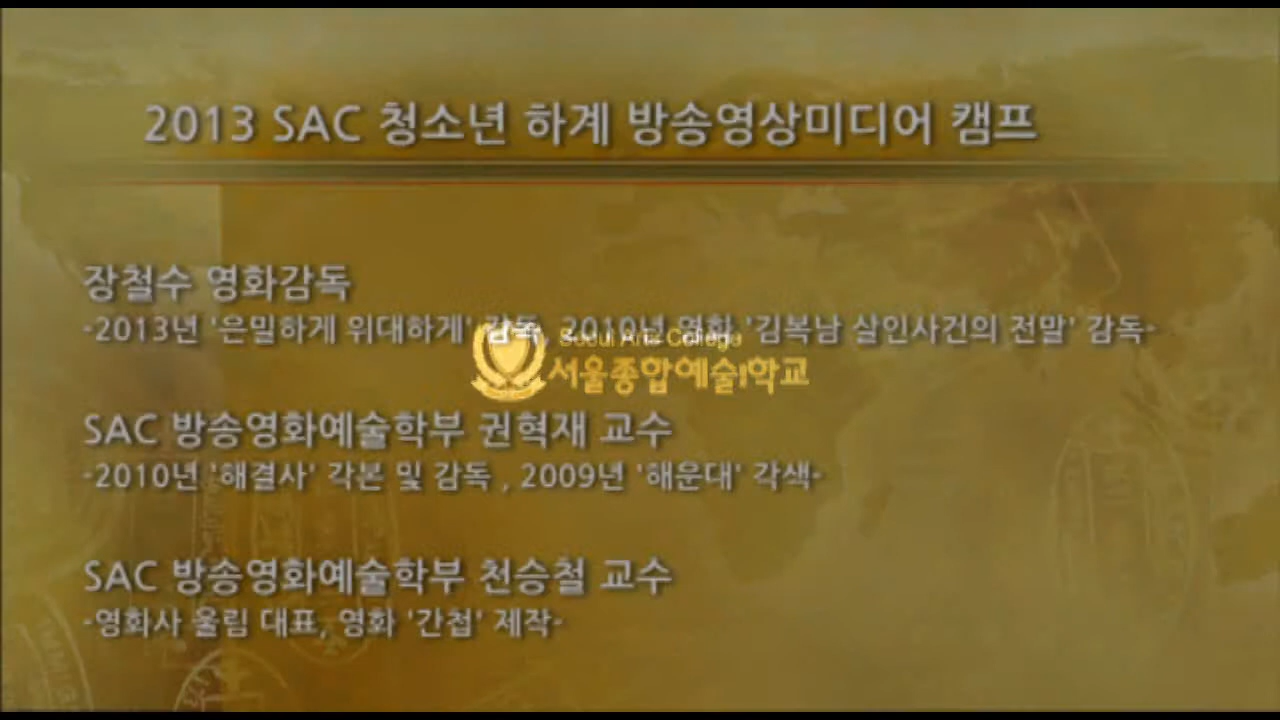 2013 SAC 청소년 하계 방송영상미디어 캠프
장철수 영화감독
-2013년 '은밀하게 위대하게' 감독, 2010년 영화 '김복남 살인사건의 전말' 감독-
Seoul Arts College
서울종합예술학교
SAC 방송영화예술학부 권혁재 교수
-2010년 '해결사' 각본 및 감독 , 2009년 '해운대' 각색-
SAC 방송영화예술학부 천승철 교수
-영화사 울림 대표, 영화 '간첩' 제작-